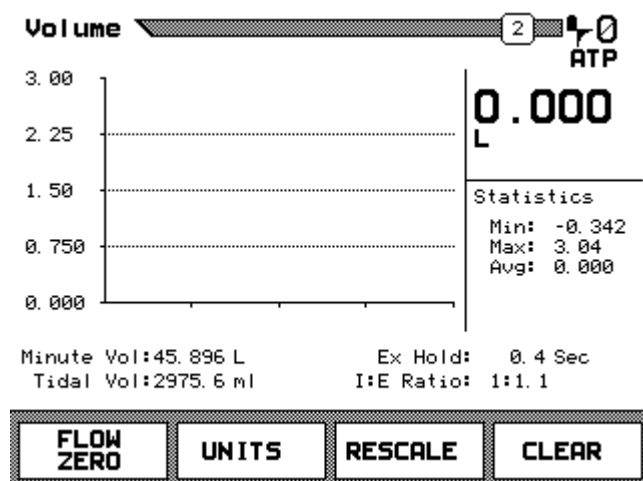 Volume
2
0
ATP
3.00
2.25
1.50
0.750
0.000
0.000
L
Statistics
Min: -0.342
Max: 3.04
Avg: 0.000
Minute Vol:45.896 L
Ex Hold: 0.4 Sec
Tidal Vol:2975.6 ml
I:E Ratio: 1:1.1
FLOW ZERO
UNITS
RESCALE
CLEAR